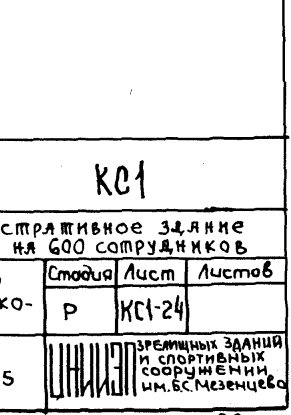 КС1
стративное здание
на 600 сотрудников
Стадия Лист Листов
ко-
Р КС1-24
5
ЦНИИЭП зрелищных зданий
и спортивных
сооружений
им. Б.С. Мезенцева